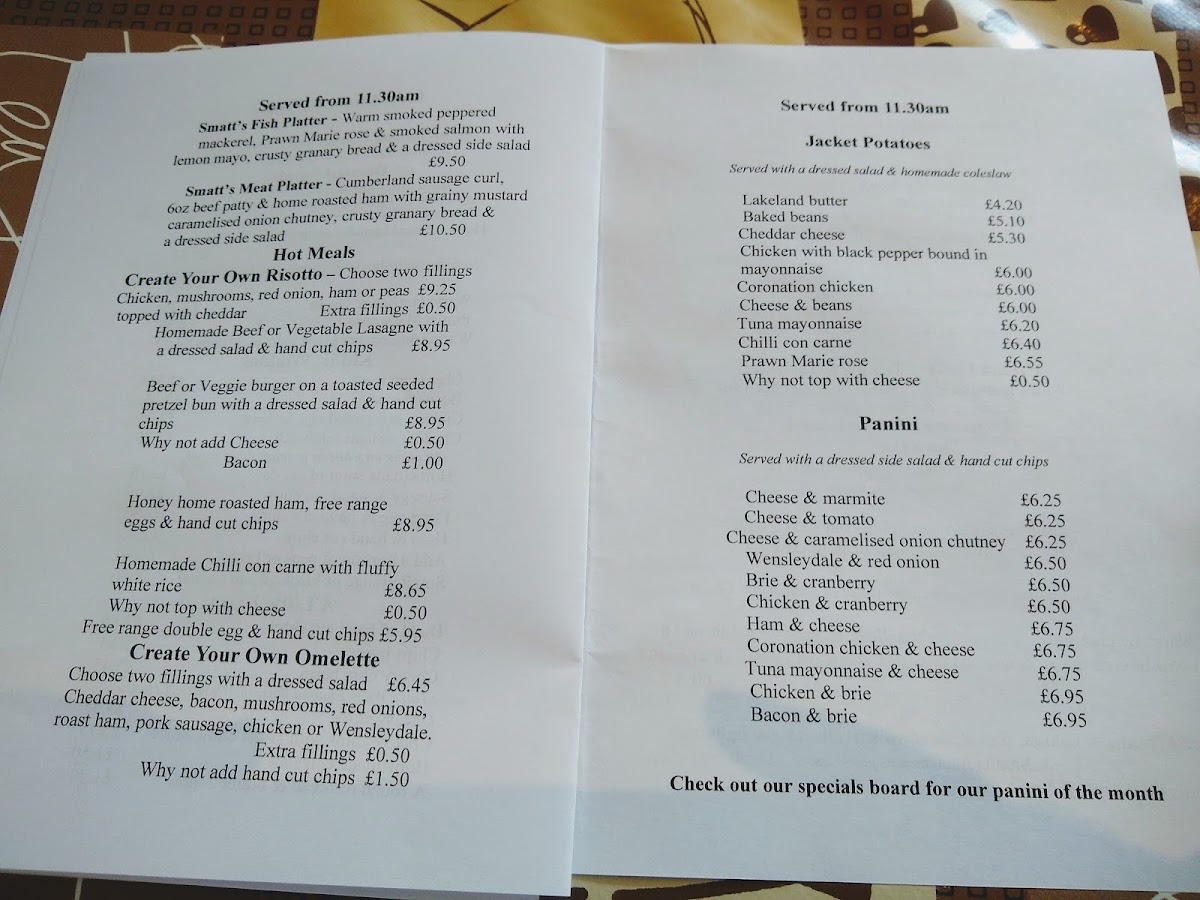 Served from 11.30am
Smatt's Fish Platter - Warm smoked peppered
mackerel, Prawn Marie rose & smoked salmon with
lemon mayo, crusty granary bread & a dressed side salad
£9.50
Smatt's Meat Platter - Cumberland sausage curl,
6oz beef patty & home roasted ham with grainy mustard
caramelised onion chutney, crusty granary bread &
a dressed side salad £10.50
Hot Meals
Create Your Own Risotto – Choose two fillings
Chicken, mushrooms, red onion, ham or peas £9.25
topped with cheddar Extra fillings £0.50
Homemade Beef or Vegetable Lasagne with
a dressed salad & hand cut chips £8.95
Beef or Veggie burger on a toasted seeded
pretzel bun with a dressed salad & hand cut
chips £8.95
Why not add Cheese £0.50
Bacon £1.00
Honey home roasted ham, free range
eggs & hand cut chips £8.95
Homemade Chilli con carne with fluffy
white rice £8.65
Why not top with cheese £0.50
Free range double egg & hand cut chips £5.95
Create Your Own Omelette
Choose two fillings with a dressed salad £6.45
Cheddar cheese, bacon, mushrooms, red onions,
roast ham, pork sausage, chicken or Wensleydale.
Extra fillings £0.50
Why not add hand cut chips £1.50
Served from 11.30am
Jacket Potatoes
Served with a dressed salad & homemade coleslaw
Lakeland butter £4.20
Baked beans £5.10
Cheddar cheese £5.30
Chicken with black pepper bound in
mayonnaise £6.00
Coronation chicken £6.00
Cheese & beans £6.00
Tuna mayonnaise £6.20
Chilli con carne £6.40
Prawn Marie rose £6.55
Why not top with cheese £0.50
Panini
Served with a dressed side salad & hand cut chips
Cheese & marmite £6.25
Cheese & tomato £6.25
Cheese & caramelised onion chutney £6.25
Wensleydale & red onion £6.50
Brie & cranberry £6.50
Chicken & cranberry £6.50
Ham & cheese £6.75
Coronation chicken & cheese £6.75
Tuna mayonnaise & cheese £6.75
Chicken & brie £6.95
Bacon & brie £6.95
Check out our specials board for our panini of the month